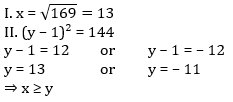 I. x = √169 = 13
II. (y – 1)² = 144
y – 1 = 12 or y – 1 = – 12
y = 13 or y = – 11
⇒ x ≥ y